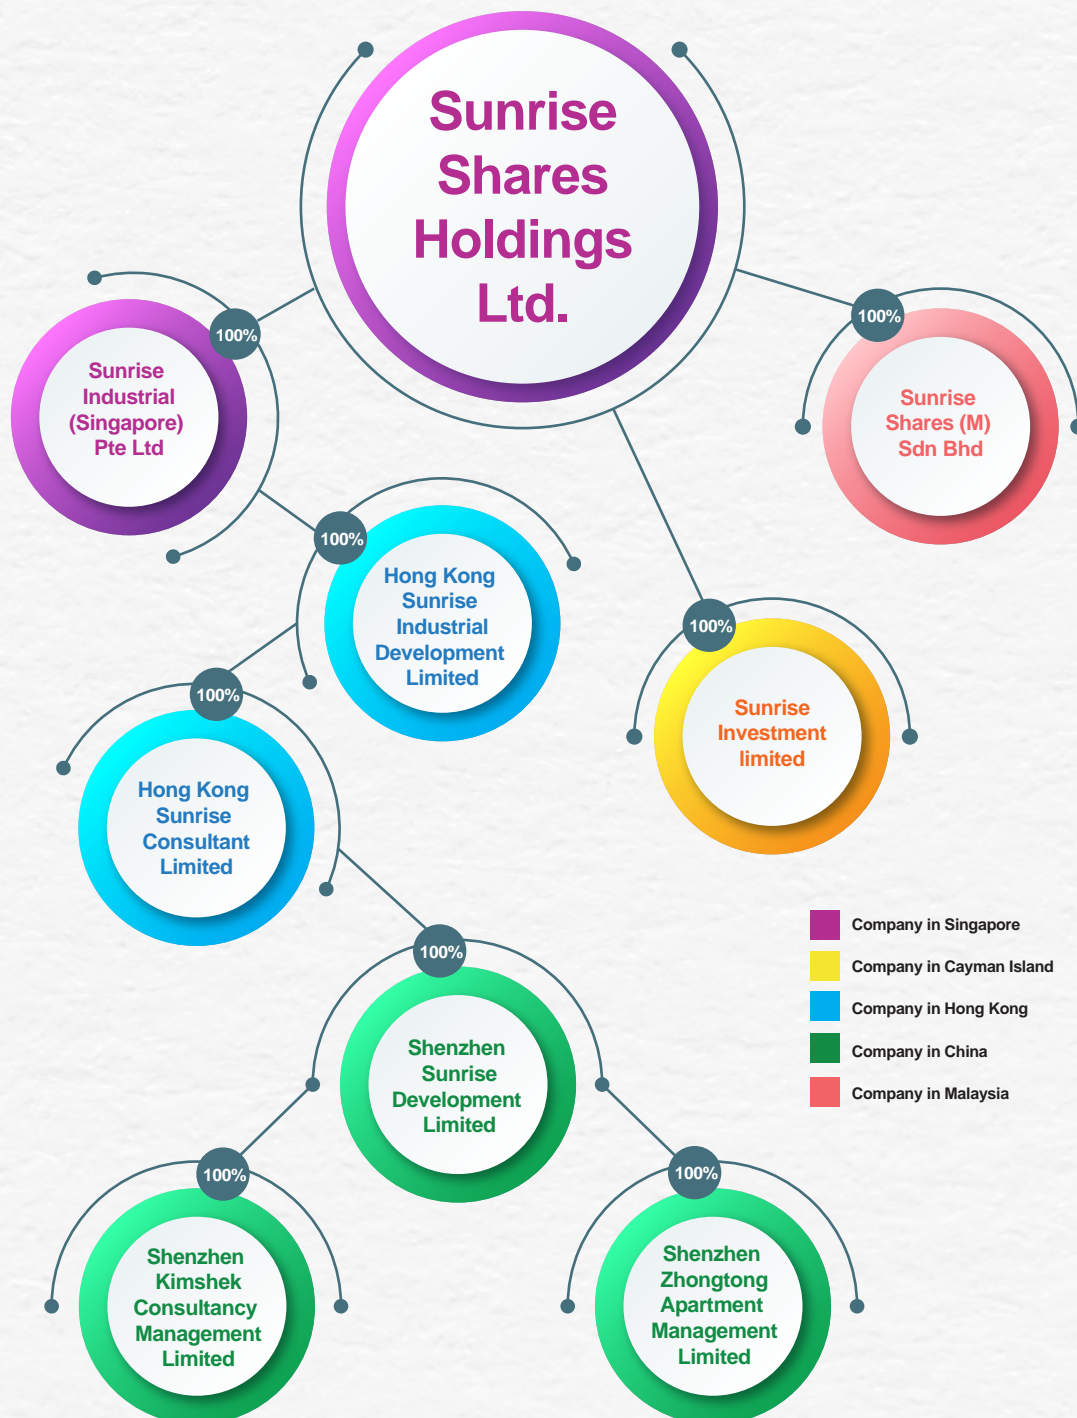 Sunrise
Shares
Holdings
Ltd.
100%
Sunrise
Industrial
(Singapore)
Pte Ltd
100%
Sunrise
Shares (M)
Sdn Bhd
100%
Hong Kong
Sunrise
Industrial
Development
Limited
100%
Sunrise
Investment
limited
100%
Hong Kong
Sunrise
Consultant
Limited
100%
Shenzhen
Sunrise
Development
Limited
Company in Singapore
Company in Cayman Island
Company in Hong Kong
Company in China
Company in Malaysia
100%
Shenzhen
Kimshek
Consultancy
Management
Limited
100%
Shenzhen
Zhongtong
Apartment
Management
Limited